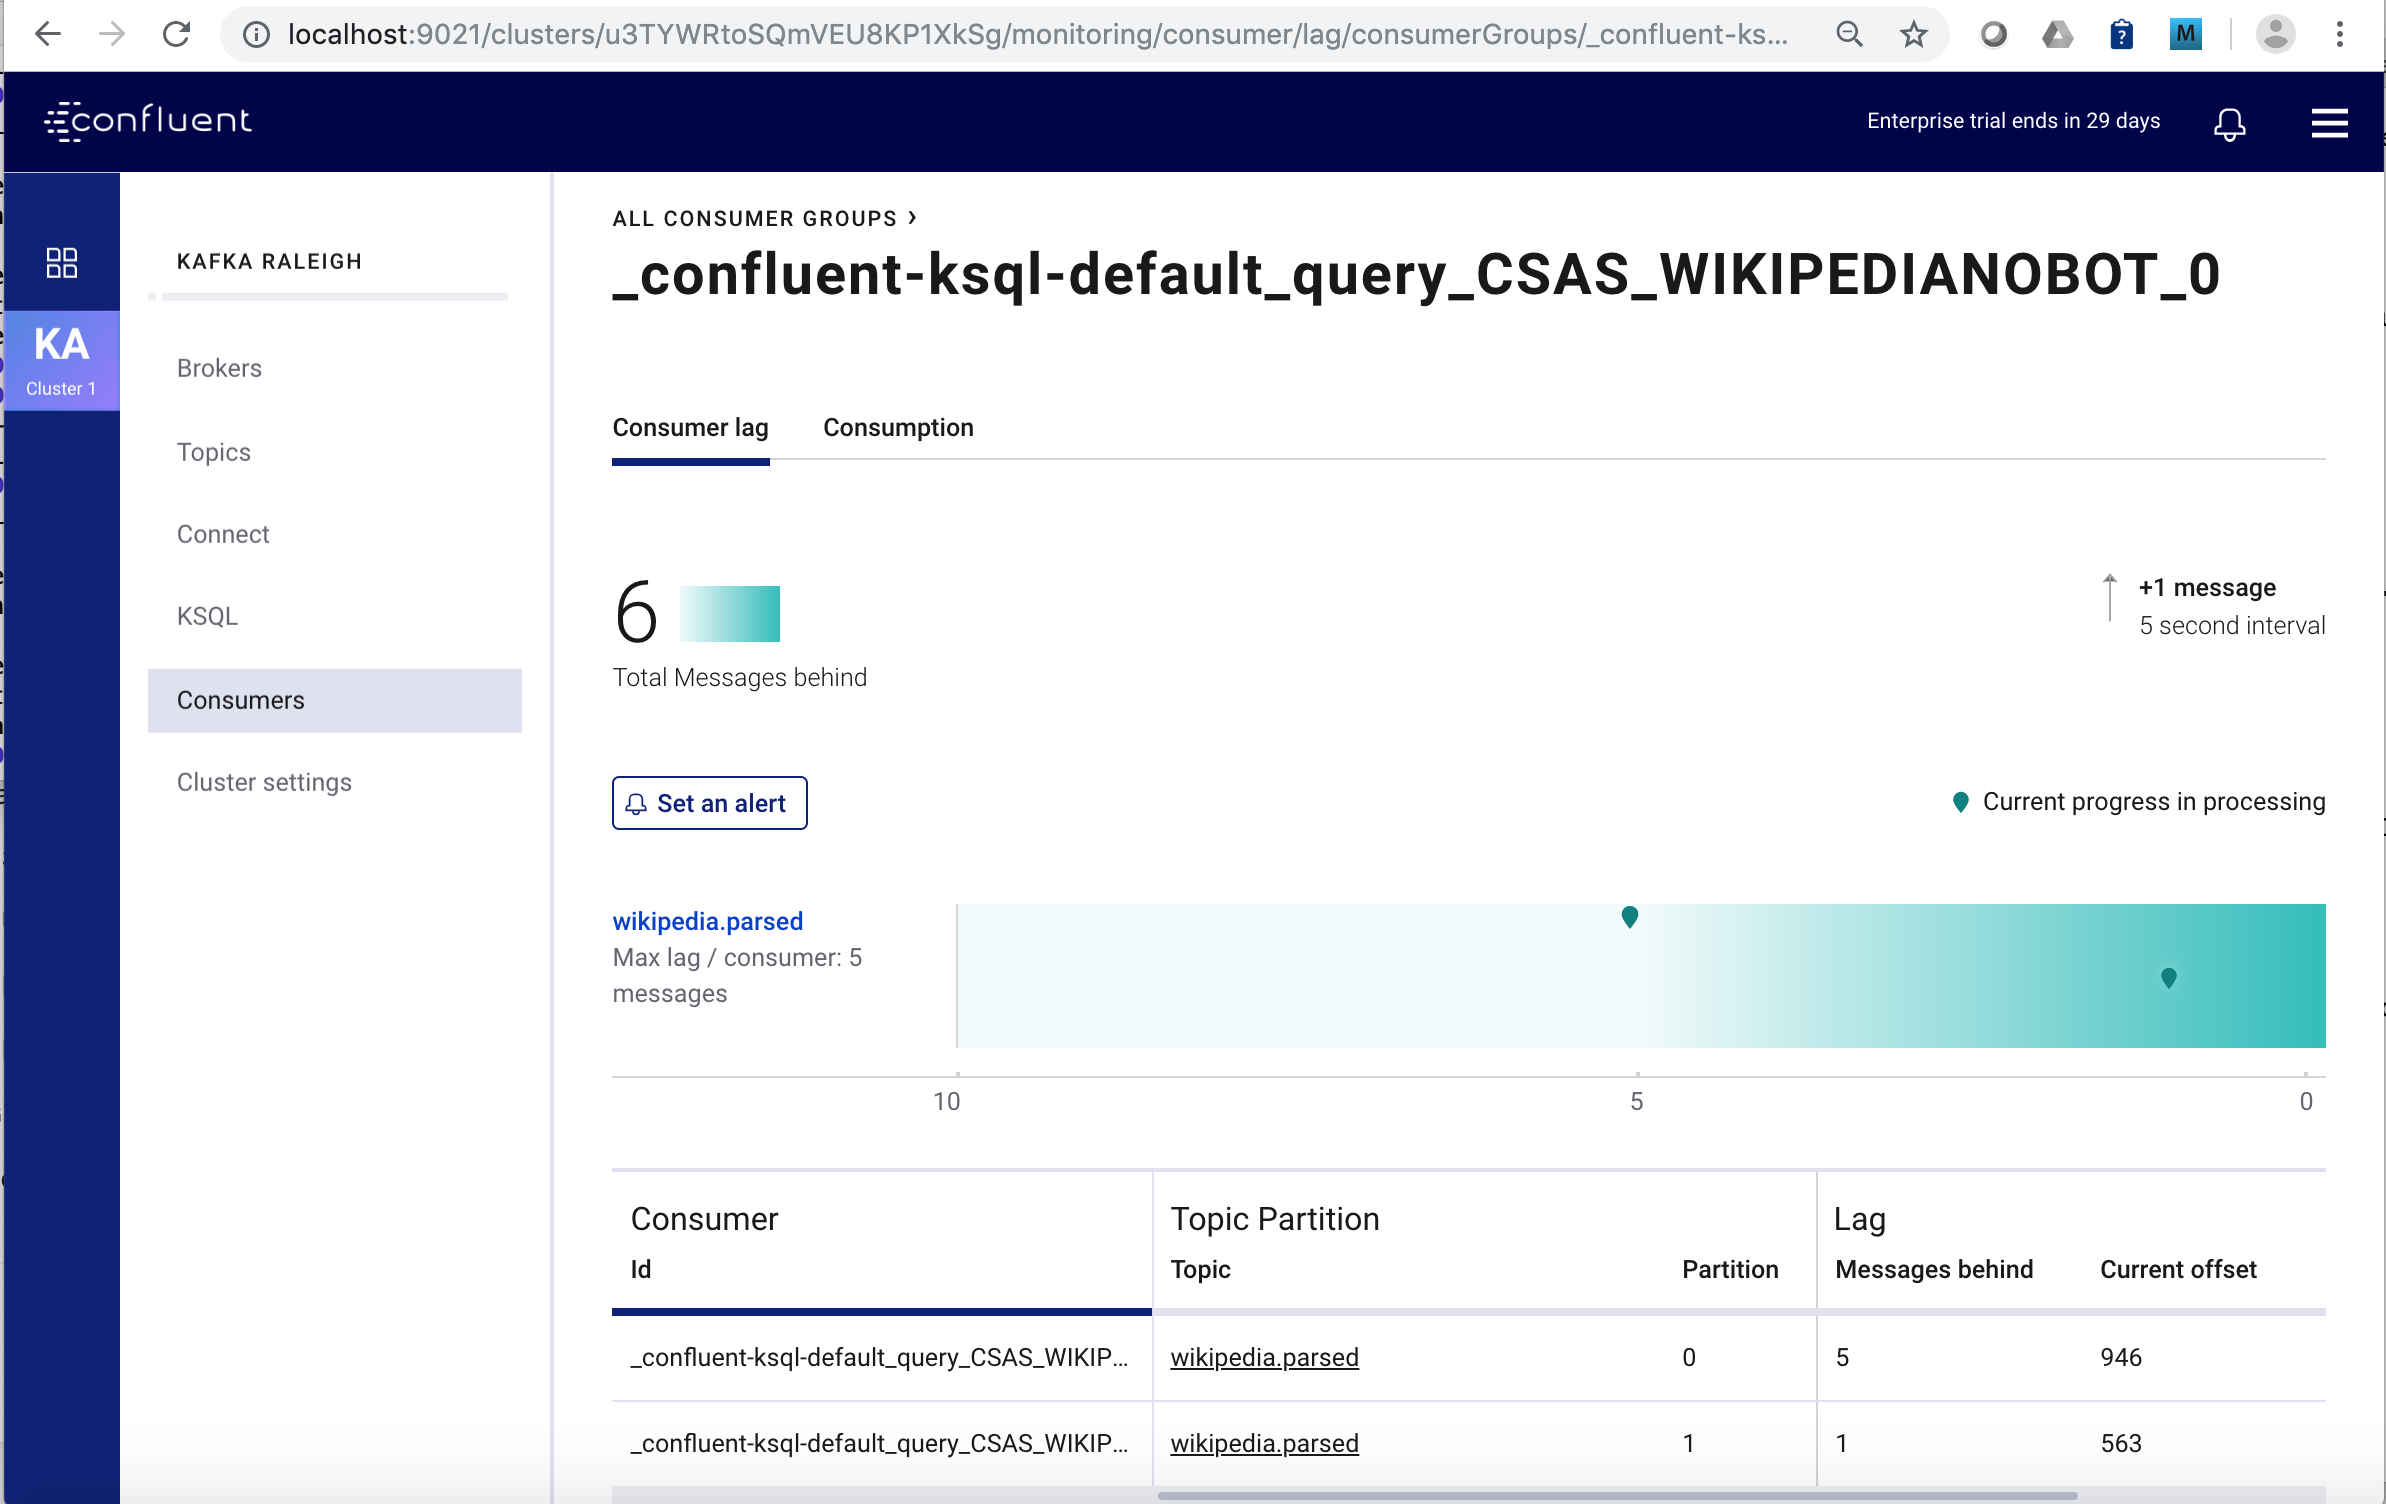 localhost:9021/clusters/u3TYWRtoSQmVEU8KP1XkSg/monitoring/consumer/lag/consumerGroups/_confluent-ks...
M
confluent
Enterprise trial ends in 29 days
KA
Cluster 1
KAFKA RALEIGH
Brokers
Topics
Connect
KSQL
Consumers
Cluster settings
ALL CONSUMER GROUPS >
_confluent-ksql-default_query_CSAS_WIKIPEDIANOBOT_0
Consumer lag Consumption
6
Total Messages behind
+1 message
5 second interval
Set an alert
Current progress in processing
wikipedia.parsed
Max lag / consumer: 5
messages
10 5 0
Consumer Topic Partition Lag
Id Topic Partition Messages behind Current offset
_confluent-ksql-default_query_CSAS_WIKIP... wikipedia.parsed 0 5 946
_confluent-ksql-default_query_CSAS_WIKIP... wikipedia.parsed 1 1 563